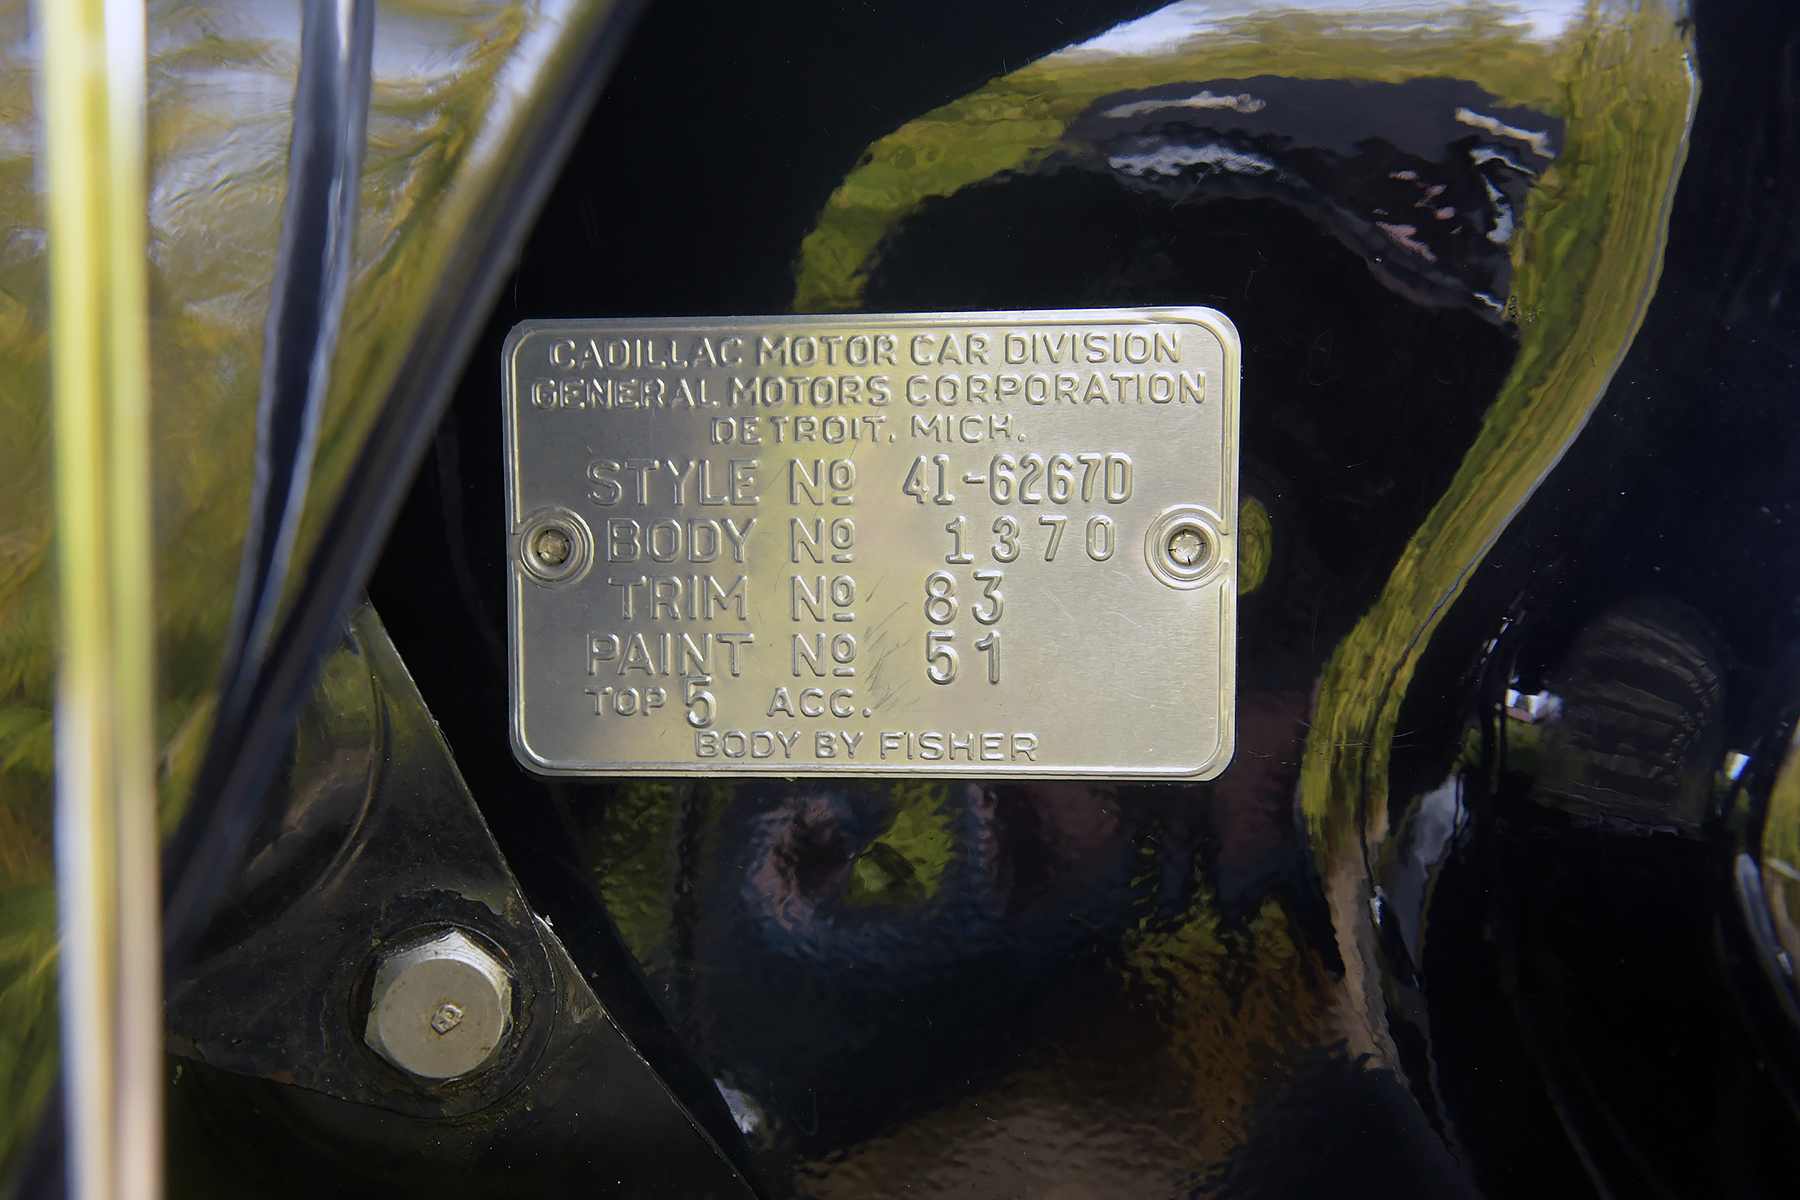 CADILLAC MOTOR CAR DIVISION
GENERAL MOTORS CORPORATION
DETROIT, MICH.
STYLE Nº 41-6267D
BODY Nº 1370
TRIM Nº 83
PAINT Nº 51
TOP 5 ACC.
BODY BY FISHER